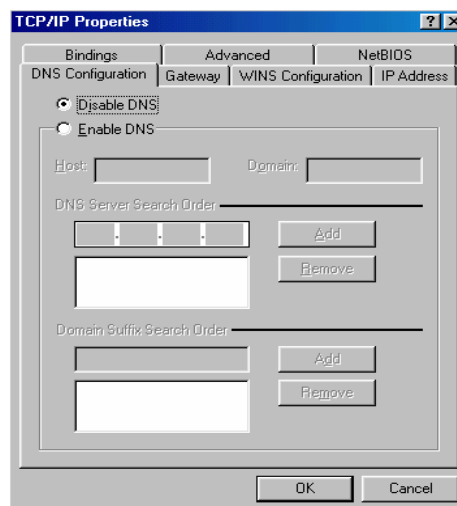 TCP/IP Properties
Bindings Advanced NetBIOS
DNS Configuration Gateway WINS Configuration IP Address
Disable DNS
Enable DNS
Host: Domain:
DNS Server Search Order
Add
Remove
Domain Suffix Search Order
Add
Remove
OK Cancel